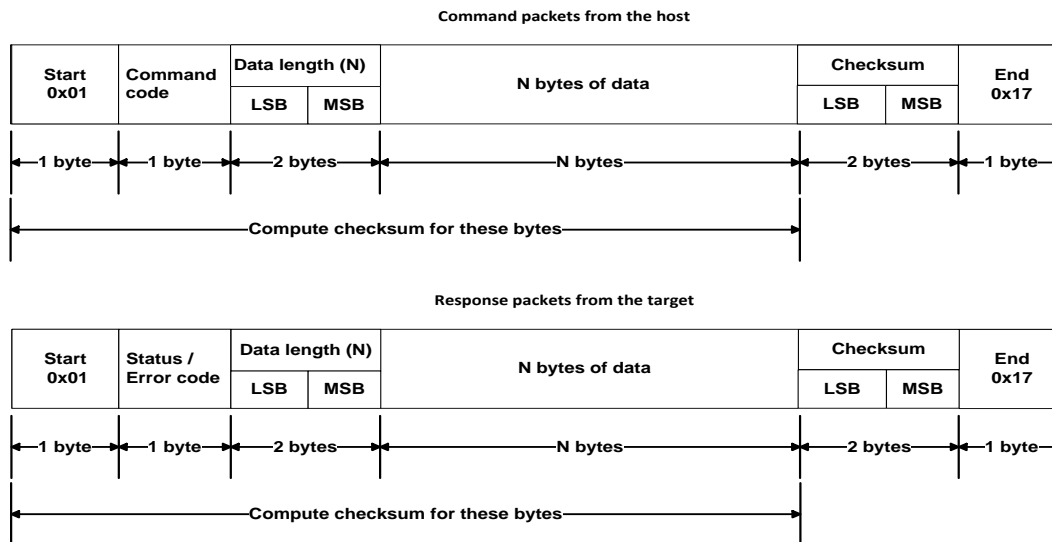 Command packets from the host
Start
0x01
Command
code
Data length (N)
LSB MSB
N bytes of data
Checksum
LSB MSB
End
0x17
1 byte 1 byte 2 bytes N bytes 2 bytes 1 byte
Compute checksum for these bytes
Response packets from the target
Start
0x01
Status /
Error code
Data length (N)
LSB MSB
N bytes of data
Checksum
LSB MSB
End
0x17
1 byte 1 byte 2 bytes N bytes 2 bytes 1 byte
Compute checksum for these bytes